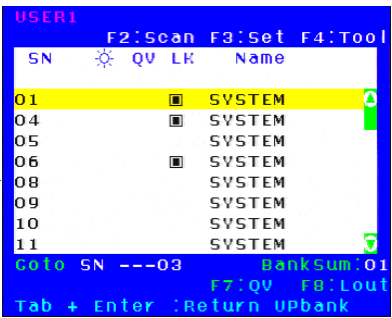 USER1
F2:Scan F3:Set F4:Tool
SN QV LK Name
01 SYSTEM
04 SYSTEM
05 SYSTEM
06 SYSTEM
08 SYSTEM
09 SYSTEM
10 SYSTEM
11 SYSTEM
Goto SN ---03 BankSum:01
F7:QV F8:Lout
Tab + Enter :Return UPbank